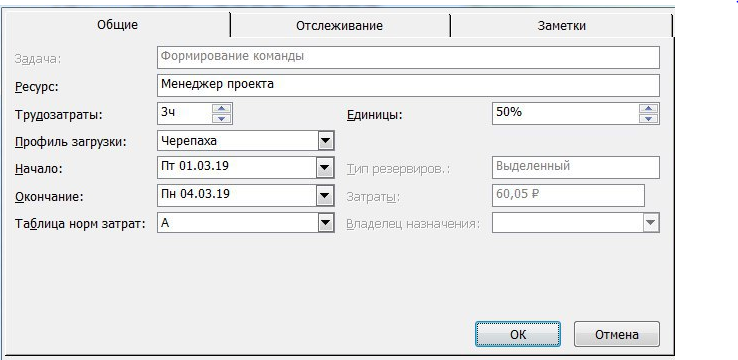 Общие Отслеживание Заметки
Задача: Формирование команды
Ресурс: Менеджер проекта
Трудозатраты: 3ч Единицы: 50%
Профиль загрузки: Черепаха
Начало: Пт 01.03.19 Тип резервиров.: Выделенный
Окончание: Пн 04.03.19 Затраты: 60,05 ₽
Таблица норм затрат: A Владелец назначения:
ОК Отмена